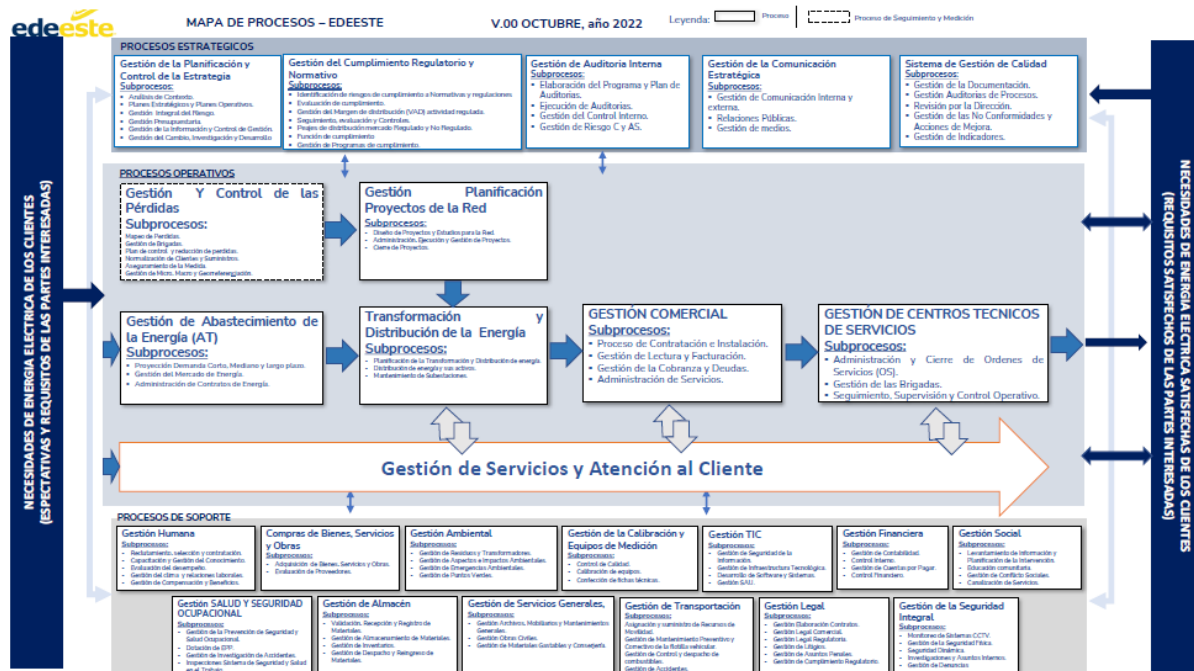 edeeste
MAPA DE PROCESOS – EDEESTE
V.00 OCTUBRE, año 2022
Leyenda:
Proceso
Proceso de Seguimiento y Medición
NECESIDADES DE ENERGIA ELECTRICA DE LOS CLIENTES
(ESPECTATIVAS Y REQUISITOS DE LAS PARTES INTERESADAS)
PROCESOS ESTRATEGICOS
Gestión de la Planificación y
Control de la Estrategia
Subprocesos:
• Análisis de Contexto.
• Planes Estratégicos y Planes Operativos.
• Gestión Integral del Riesgo.
• Gestión Presupuestaria.
• Gestión de la Información y Control de Gestión.
• Gestión del Cambio, Investigación y Desarrollo
Gestión del Cumplimiento Regulatorio y
Normativo
Subprocesos:
• Identificación de riesgos de cumplimiento a Normativas y regulaciones
• Evaluación de cumplimiento.
• Gestión del Margen de distribución (VAD) actividad regulada.
• Seguimiento, evaluación y Controles.
• Peajes de distribución mercado Regulado y No Regulado.
• Función de cumplimiento
• Gestión de Programas de cumplimiento.
Gestión de Auditoria Interna
Subprocesos:
• Elaboración del Programa y Plan de
Auditorias.
• Ejecución de Auditorias.
• Gestión del Control Interno.
• Gestión de Riesgo C y AS.
Gestión de la Comunicación
Estratégica
Subprocesos:
• Gestión de Comunicación Interna y
externa.
• Relaciones Públicas.
• Gestión de medios.
Sistema de Gestión de Calidad
Subprocesos:
• Gestión de la Documentación.
• Gestión Auditorias de Procesos.
• Revisión por la Dirección.
• Gestión de las No Conformidades y
Acciones de Mejora.
• Gestión de Indicadores.
PROCESOS OPERATIVOS
Gestión Y Control de las
Pérdidas
Subprocesos:
Mapeo de Perdidas.
Gestión de Brigadas.
Plan de control y reducción de perdidas.
Normalización de Clientes y Suministros.
Aseguramiento de la Medida.
Gestión de Micro, Macro y
Gestión Planificación
Proyectos de la Red
Subprocesos:
- Diseño de Proyectos y Estudios para la Red.
- Administración, Ejecución y Gestión de Proyectos.
- Cierre de Proyectos.
Gestión de Abastecimiento de
la Energía (AT)
Subprocesos:
• Proyección Demanda Corto, Mediano y largo plazo.
• Gestión del Mercado de Energía.
• Administración de Contratos de Energía.
Transformación y
Distribución de la Energía
Subprocesos:
- Planificación de la Transformación y Distribución de energía.
- Distribución de energía y sus activos.
- Mantenimiento de Subestaciones.
GESTIÓN COMERCIAL
Subprocesos:
• Proceso de Contratación e Instalación.
• Gestión de Lectura y Facturación.
• Gestión de la Cobranza y Deudas.
• Administración de Servicios.
GESTIÓN DE CENTROS TECNICOS
DE SERVICIOS
Subprocesos:
• Administración y Cierre de Ordenes de
Servicios (OS).
• Gestión de las Brigadas.
• Seguimiento, Supervisión y Control Operativo.
Gestión de Servicios y Atención al Cliente
PROCESOS DE SOPORTE
Gestión Humana
Subprocesos:
- Reclutamiento, selección y contratación.
- Capacitación y Gestión del Conocimiento.
- Evaluación del desempeño.
- Gestión del clima y relaciones laborales.
- Gestión de Compensación y Beneficios.
Compras de Bienes, Servicios
y Obras
Subprocesos:
- Adquisición de Bienes, Servicios y Obras.
- Evaluación de Proveedores.
Gestión Ambiental
Subprocesos:
- Gestión de Residuos y Transformadores.
- Gestión de Aspectos e impactos Ambientales.
- Gestión de Emergencias Ambientales.
- Gestión de Puntos Verdes.
Gestión de la Calibración y
Equipos de Medición
Subprocesos:
- Control de Calidad.
- Calibración de equipos.
- Confección de fichas técnicas.
Gestión TIC
Subprocesos:
- Gestión de Seguridad de la
Información.
- Gestión de Infraestructura Tecnológica.
- Desarrollo de Software y Sistemas.
- Gestión S.A.U.
Gestión Financiera
Subprocesos:
- Gestión de Contabilidad.
- Control Interno.
- Gestión de Cuentas por Pagar.
- Control Financiero.
Gestión Social
Subprocesos:
- Levantamiento de Información y
Planificación de la Intervención.
- Educación comunitaria.
- Gestión de Conflicto Sociales.
- Canalización de Servicios.
Gestión SALUD Y SEGURIDAD
OCUPACIONAL
Subprocesos:
- Gestión de la Prevención de Seguridad y
Salud Ocupacional.
- Dotación de EPP.
- Gestión de Investigación de Accidentes.
- Inspecciones Sistema de Seguridad y Salud
en el Trabajo.
Gestión de Almacén
Subprocesos:
- Validación, Recepción y Registro de
Materiales.
- Gestión de Almacenamiento de Materiales.
- Gestión de Inventarios.
- Gestión de Despacho y Reingreso de
Materiales.
Gestión de Servicios Generales,
Subprocesos:
- Gestión Archivos, Mobiliarios y Mantenimientos
Generales.
- Gestión Obras Civiles.
- Gestión de Materiales Gastables y Conserjería.
Gestión de Transportación
Subprocesos:
Asignación y suministro de Recursos de
Movilidad.
- Gestión de Mantenimiento Preventivo y
Correctivo de la flotilla vehicular.
- Gestión de Control y despacho de
combustibles.
- Gestión de Accidentes.
Gestión Legal
Subprocesos:
- Gestión Elaboración Contratos.
- Gestión Legal Comercial.
- Gestión Legal Regulatoria.
- Gestión de Litigios.
- Gestión de Asuntos Penales.
- Gestión de Cumplimiento Regulatorio.
Gestión de la Seguridad
Integral
Subprocesos:
- Monitoreo de Sistemas CCTV.
- Gestión de la Seguridad Física.
- Seguridad Dinámica.
- Investigaciones y Asuntos Internos.
- Gestión de Denuncias
NECESIDADES DE ENERGIA ELECTRICA SATISFECHAS DE LOS CLIENTES
(REQUISITOS SATISFECHOS DE LAS PARTES INTERESADAS)